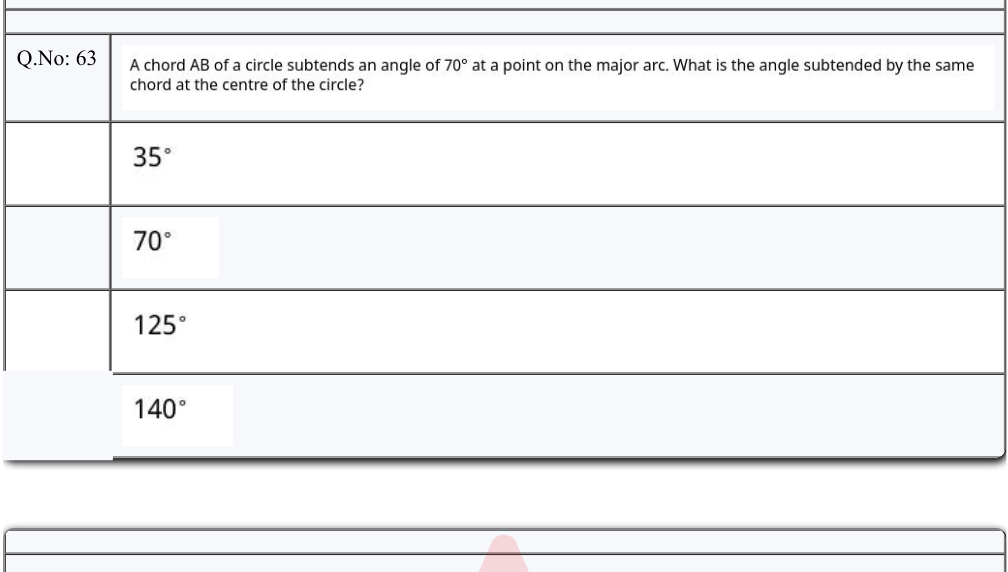 Q.No: 63
A chord AB of a circle subtends an angle of 70° at a point on the major arc. What is the angle subtended by the same
chord at the centre of the circle?
35°
70°
125°
140°